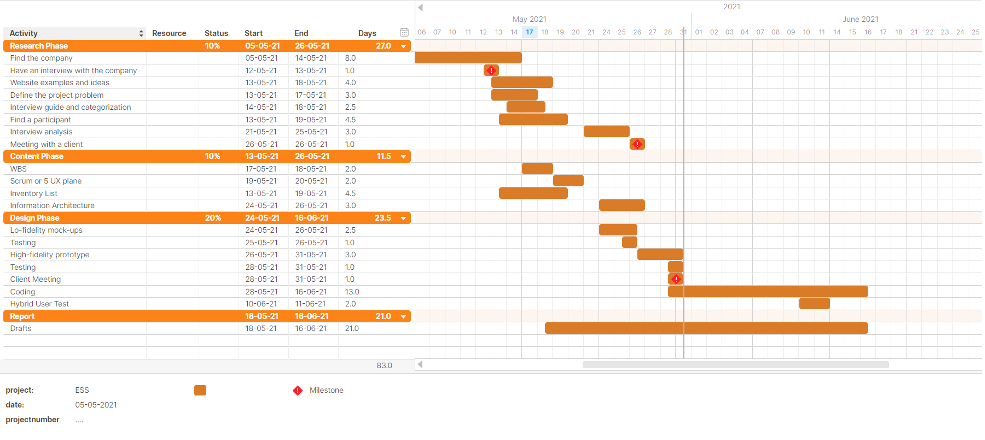 2021
May 2021 June 2021
Activity Resource Status Start End Days 06 07 10 11 12 13 14 17 18 19 20 21 24 25 26 27 28 31 01 02 03 04 07 08 09 10 11 14 15 16 17 18 21 22 23 24 25
Research Phase 10% 05-05-21 26-05-21 27.0
Find the company 05-05-21 14-05-21 8.0
Have an interview with the company 12-05-21 13-05-21 1.0
Website examples and ideas 13-05-21 18-05-21 4.0
Define the project problem 13-05-21 17-05-21 3.0
Interview guide and categorization 14-05-21 18-05-21 2.5
Find a participant 13-05-21 19-05-21 4.5
Interview analysis 21-05-21 25-05-21 3.0
Meeting with a client 26-05-21 26-05-21 1.0
Content Phase 10% 13-05-21 26-05-21 11.5
WBS 17-05-21 18-05-21 2.0
Scrum or 5 UX plane 19-05-21 20-05-21 2.0
Inventory List 13-05-21 19-05-21 4.5
Information Architecture 24-05-21 26-05-21 3.0
Design Phase 20% 24-05-21 16-06-21 23.5
Lo-fidelity mock-ups 24-05-21 26-05-21 2.5
Testing 25-05-21 26-05-21 1.0
High-fidelity prototype 26-05-21 31-05-21 3.0
Testing 28-05-21 31-05-21 1.0
Client Meeting 28-05-21 31-05-21 1.0
Coding 28-05-21 16-06-21 13.0
Hybrid User Test 10-06-21 11-06-21 2.0
Report 18-05-21 16-06-21 21.0
Drafts 18-05-21 16-06-21 21.0
83.0
project: ESS Milestone
date: 05-05-2021
projectnumber ....